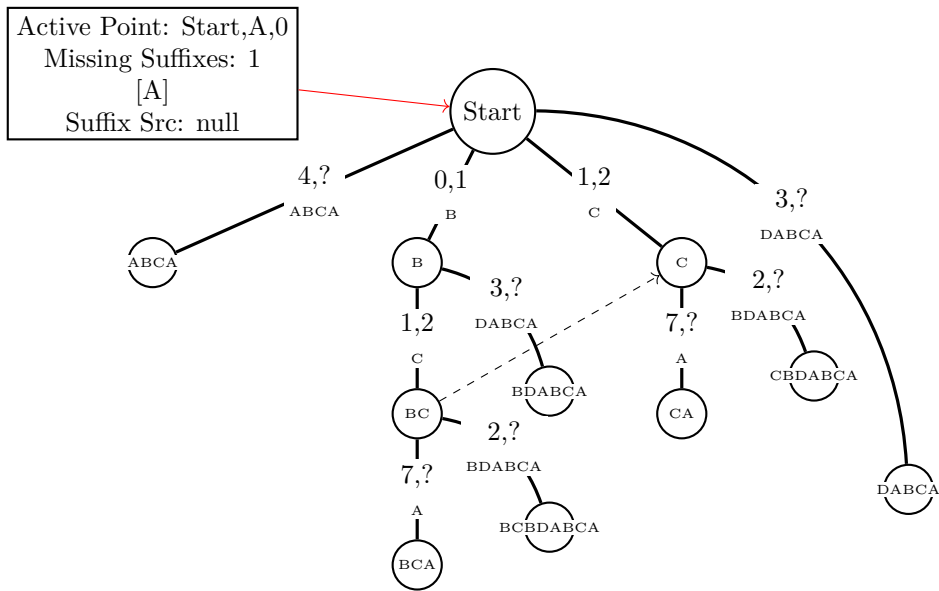 Active Point: Start,A,0
Missing Suffixes: 1
[A]
Suffix Src: null
Start
4,?
ABCA
0,1
B
1,2
C
3,?
DABCA
ABCA
B
C
3,?
DABCA
2,?
BDABCA
1,2
C
7,?
A
BDABCA
CBDABCA
BC
CA
2,?
BDABCA
7,?
A
DABCA
BCBDABCA
BCA